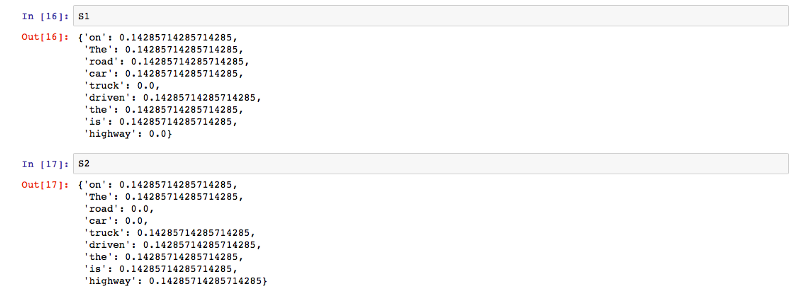 In [16]: S1
Out[16]: {'on': 0.14285714285714285,
'The': 0.14285714285714285,
'road': 0.14285714285714285,
'car': 0.14285714285714285,
'truck': 0.0,
'driven': 0.14285714285714285,
'the': 0.14285714285714285,
'is': 0.14285714285714285,
'highway': 0.0}
In [17]: S2
Out[17]: {'on': 0.14285714285714285,
'The': 0.14285714285714285,
'road': 0.0,
'car': 0.0,
'truck': 0.14285714285714285,
'driven': 0.14285714285714285,
'the': 0.14285714285714285,
'is': 0.14285714285714285,
'highway': 0.14285714285714285}